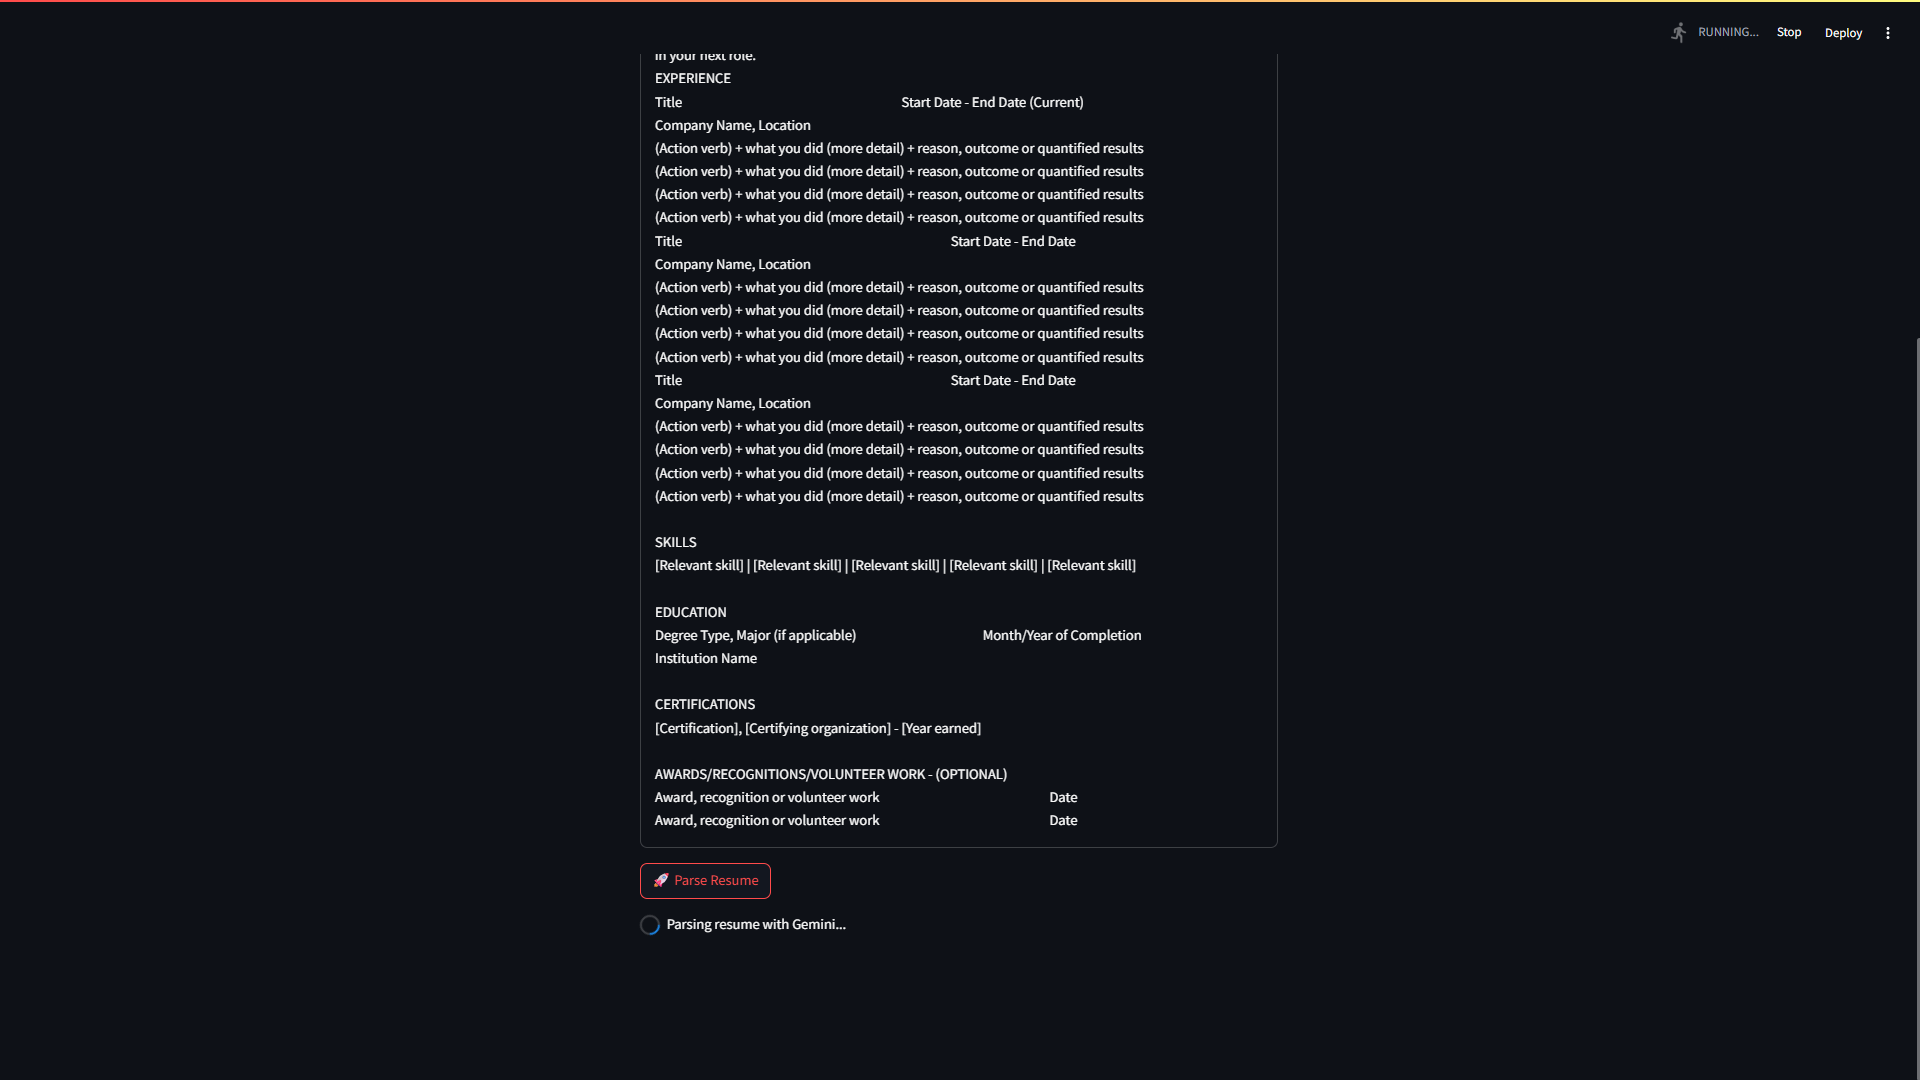 RUNNING...
Stop
Deploy
in your next role.
EXPERIENCE
Title Start Date - End Date (Current)
Company Name, Location
(Action verb) + what you did (more detail) + reason, outcome or quantified results
(Action verb) + what you did (more detail) + reason, outcome or quantified results
(Action verb) + what you did (more detail) + reason, outcome or quantified results
(Action verb) + what you did (more detail) + reason, outcome or quantified results
Title Start Date - End Date
Company Name, Location
(Action verb) + what you did (more detail) + reason, outcome or quantified results
(Action verb) + what you did (more detail) + reason, outcome or quantified results
(Action verb) + what you did (more detail) + reason, outcome or quantified results
(Action verb) + what you did (more detail) + reason, outcome or quantified results
Title Start Date - End Date
Company Name, Location
(Action verb) + what you did (more detail) + reason, outcome or quantified results
(Action verb) + what you did (more detail) + reason, outcome or quantified results
(Action verb) + what you did (more detail) + reason, outcome or quantified results
(Action verb) + what you did (more detail) + reason, outcome or quantified results
SKILLS
[Relevant skill] | [Relevant skill] | [Relevant skill] | [Relevant skill] | [Relevant skill]
EDUCATION
Degree Type, Major (if applicable) Month/Year of Completion
Institution Name
CERTIFICATIONS
[Certification], [Certifying organization] - [Year earned]
AWARDS/RECOGNITIONS/VOLUNTEER WORK - (OPTIONAL)
Award, recognition or volunteer work Date
Award, recognition or volunteer work Date
🚀 Parse Resume
Parsing resume with Gemini...